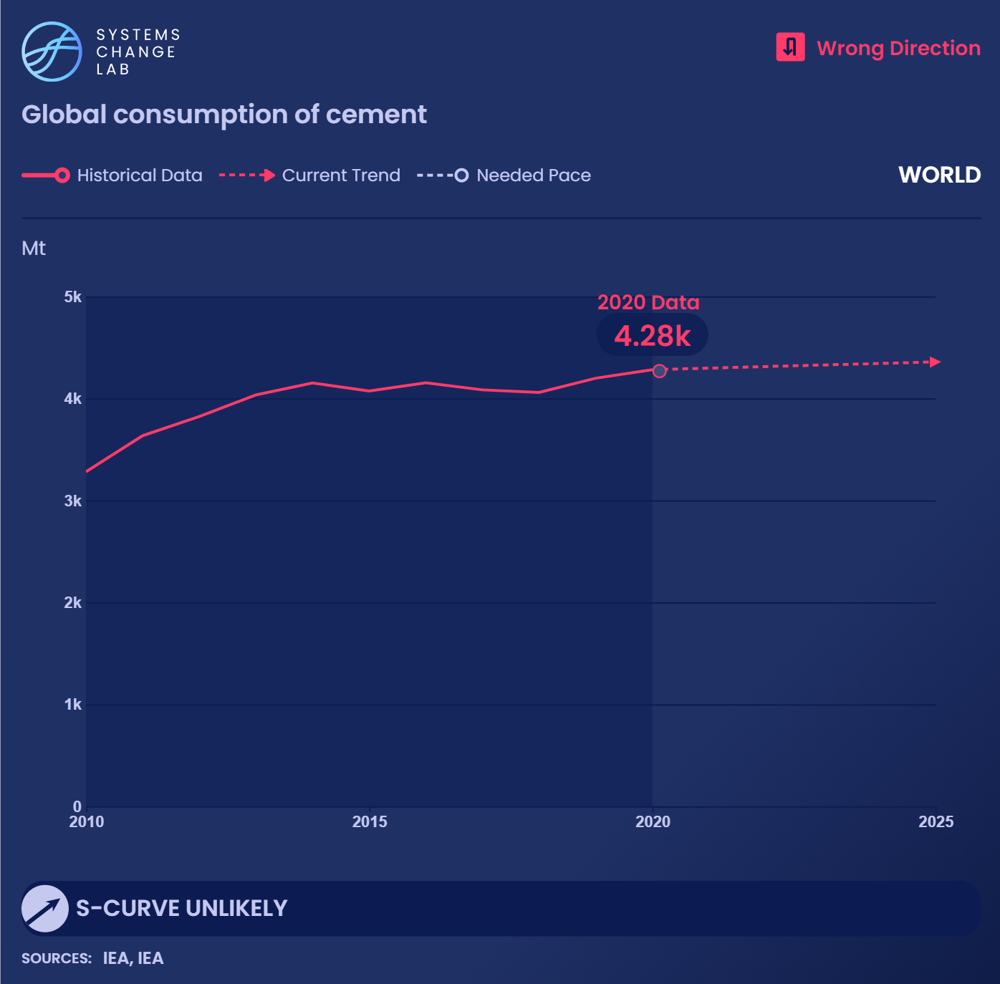 SYSTEMS
CHANGE
LAB
Wrong Direction
Global consumption of cement
Historical Data
Current Trend
Needed Pace
WORLD
Mt
5k
2020 Data
4.28k
4k
3k
2k
1k
0
2010
2015
2020
2025
S-CURVE UNLIKELY
SOURCES: IEA, IEA